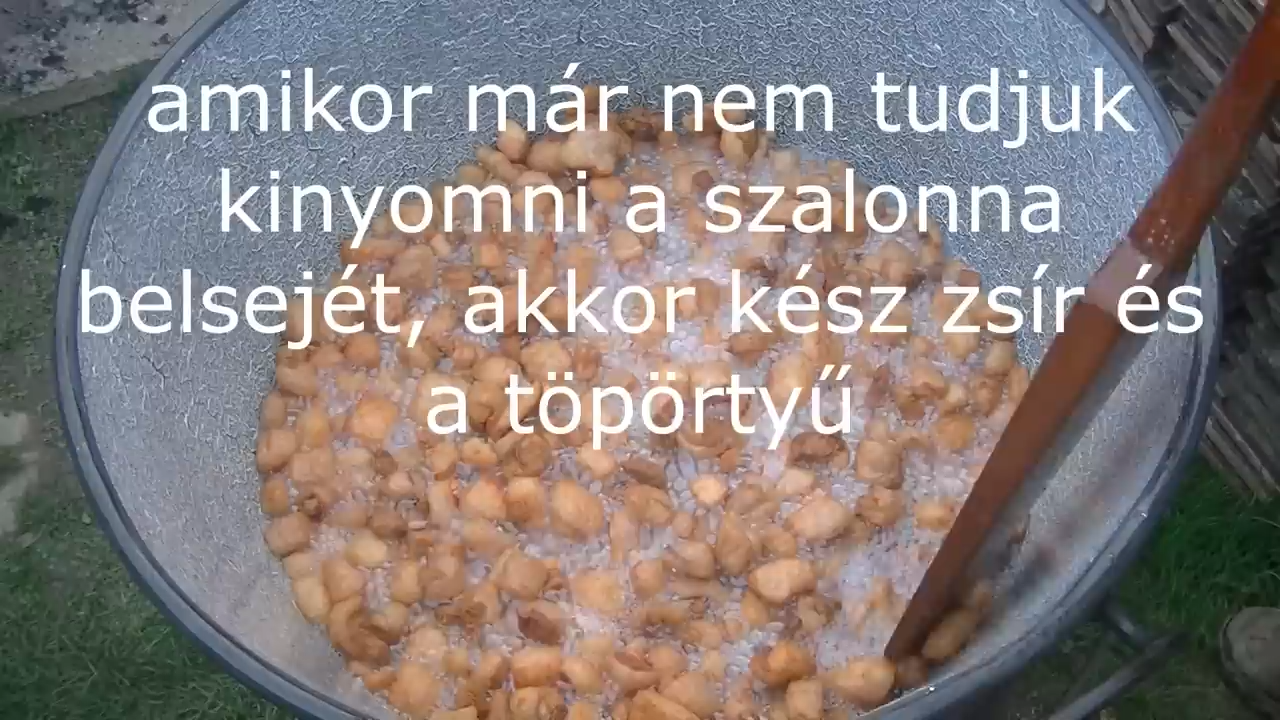 amikor már nem tudjuk
kinyomni a szalonna
belsejét, akkor kész zsír és
a töpörtyű